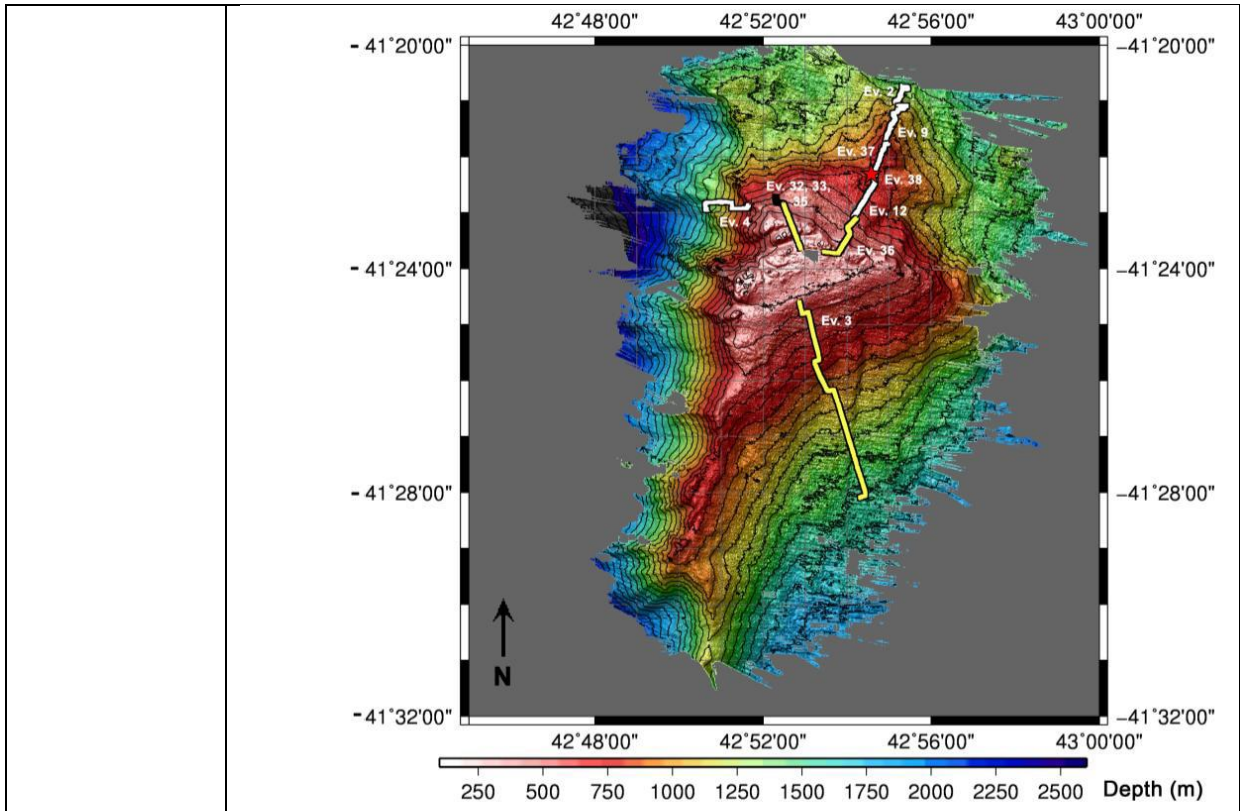 42˚48'00" 42˚52'00" 42˚56'00" 43˚00'00"
-41˚20'00" -41˚20'00"
Ev. 2
Ev. 9
Ev. 37
Ev. 32, 33, Ev. 38
35
Ev. 4 Ev. 12
Ev. 36
-41˚24'00" -41˚24'00"
Ev. 3
-41˚28'00" -41˚28'00"
N
-41˚32'00" -41˚32'00"
42˚48'00" 42˚52'00" 42˚56'00" 43˚00'00"
250 500 750 1000 1250 1500 1750 2000 2250 2500 Depth (m)